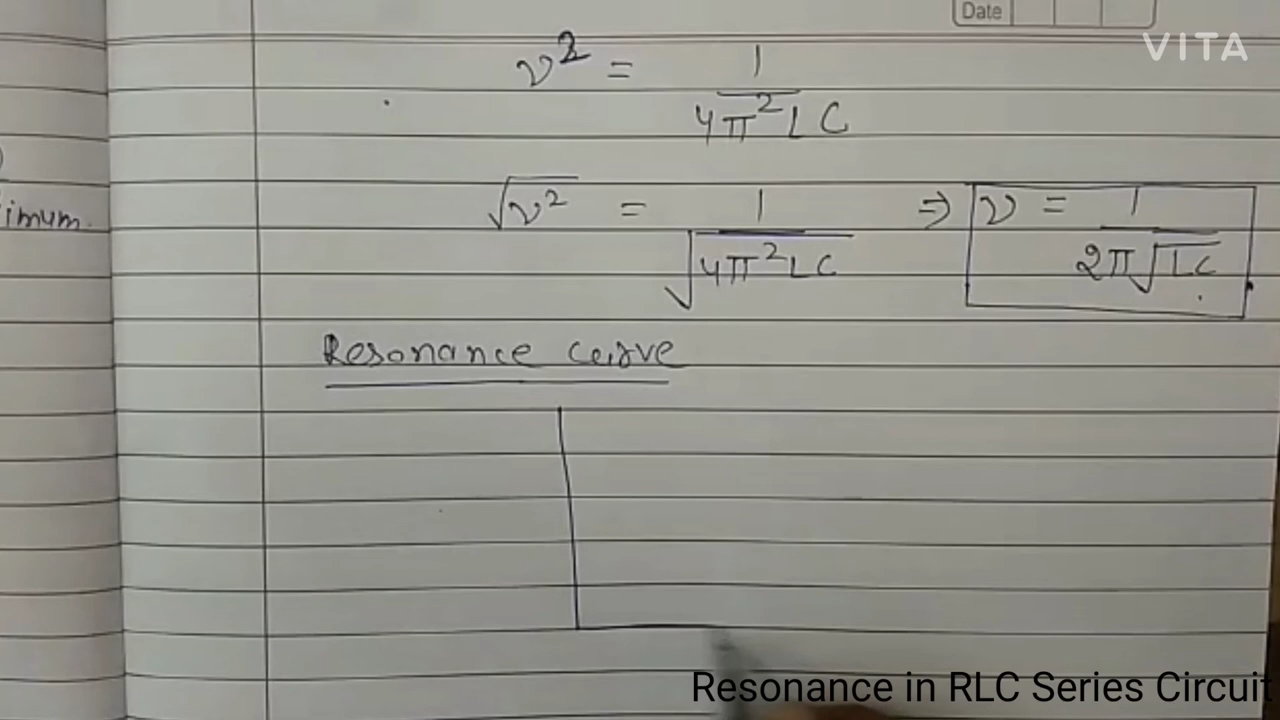 Date
VITA
ν² = 1/4π²LC
imum.
√ν² = 1/√4π²LC ⇒ ν = 1/2π√LC
Resonance curve
Resonance in RLC Series Circuit